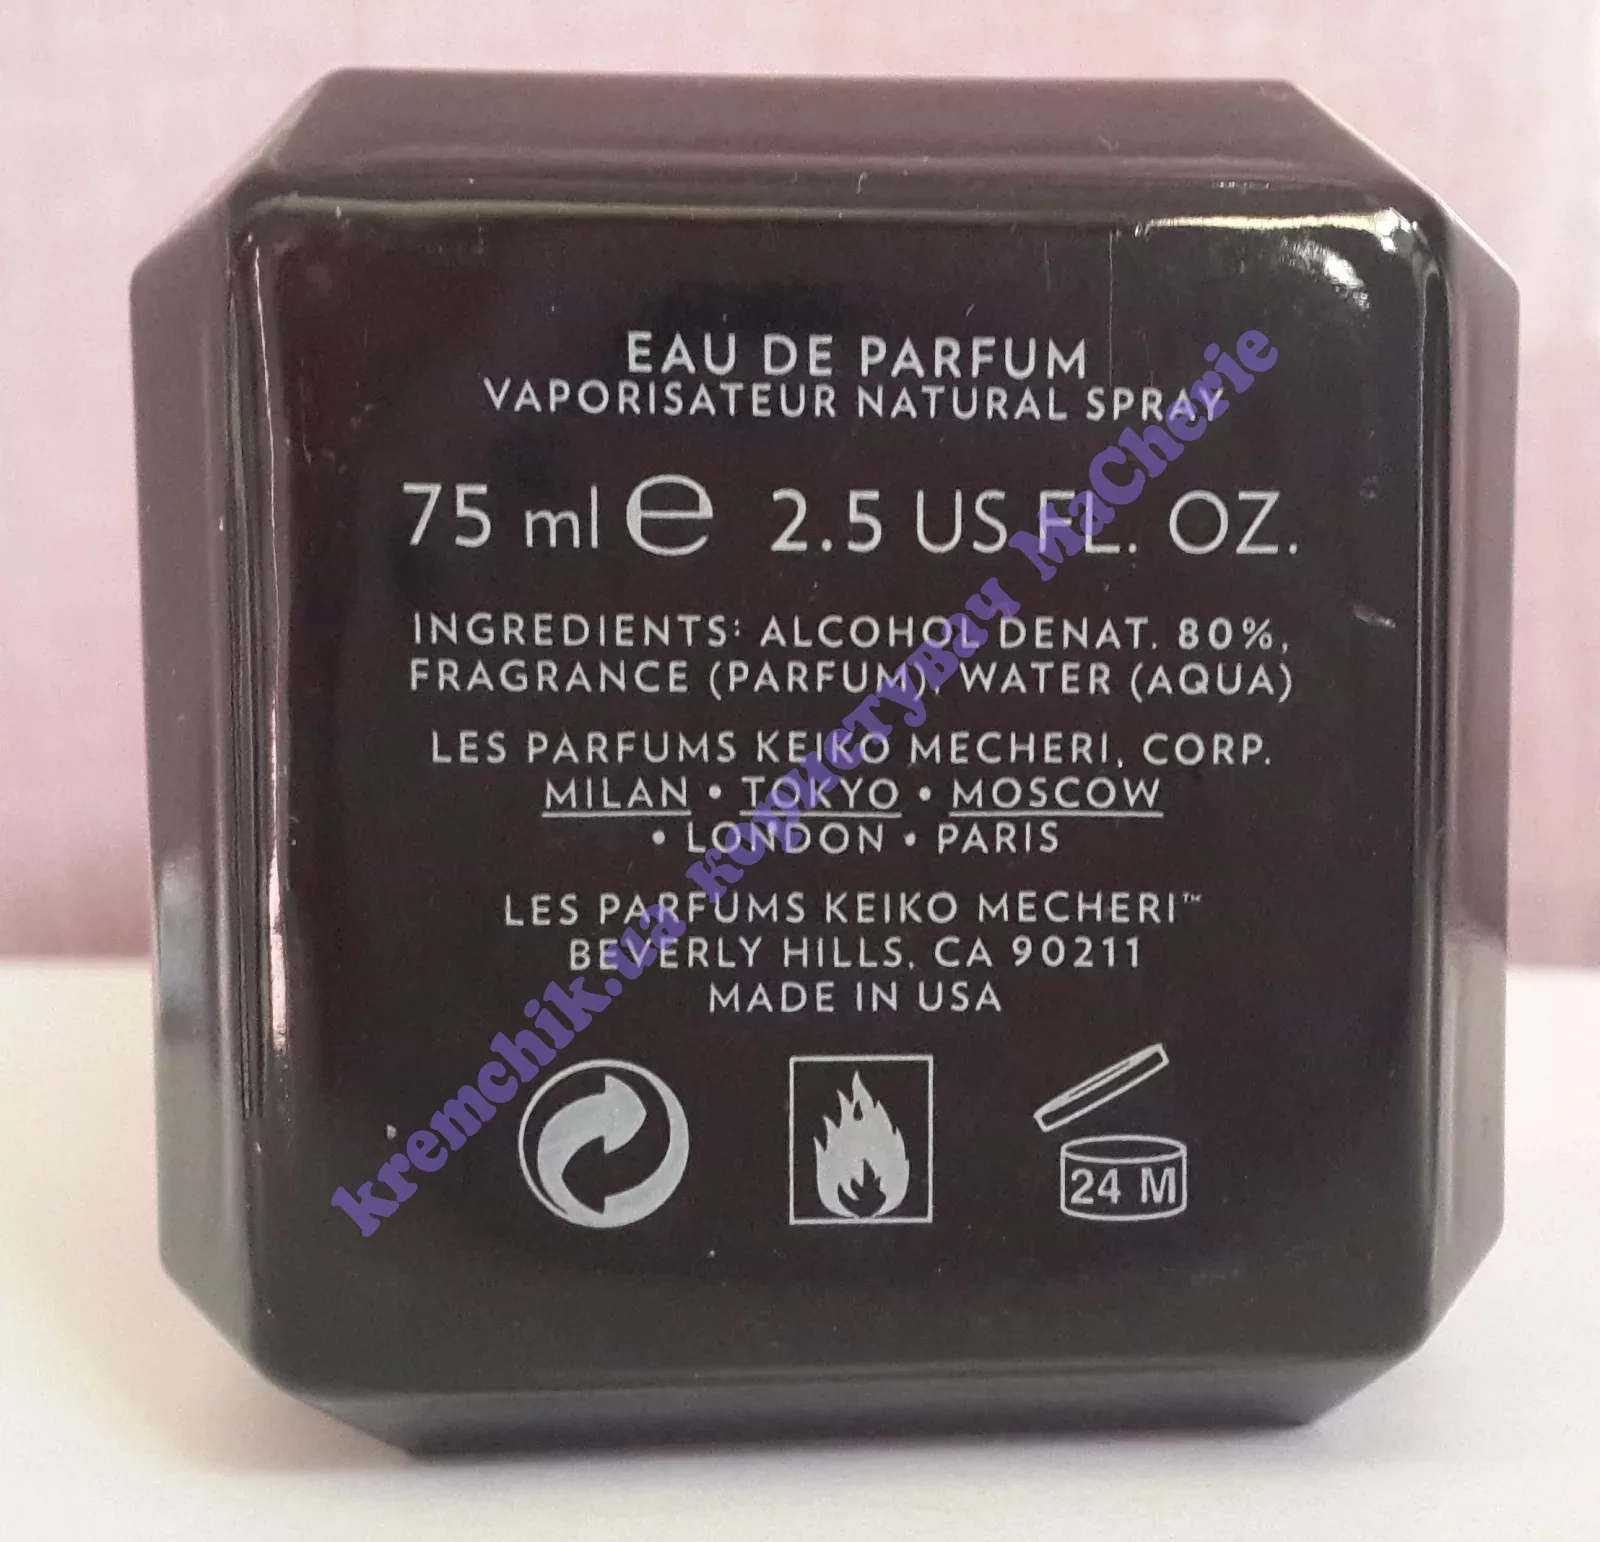 EAU DE PARFUM
VAPORISATEUR NATURAL SPRAY
75 ml ℮ 2.5 US FL. OZ.
INGREDIENTS: ALCOHOL DENAT. 80%,
FRAGRANCE (PARFUM), WATER (AQUA)
LES PARFUMS KEIKO MECHERI, CORP.
MILAN • TOKYO • MOSCOW
• LONDON • PARIS
LES PARFUMS KEIKO MECHERI™
BEVERLY HILLS, CA 90211
MADE IN USA
24 M
kremchik.ua користувач MaCherie